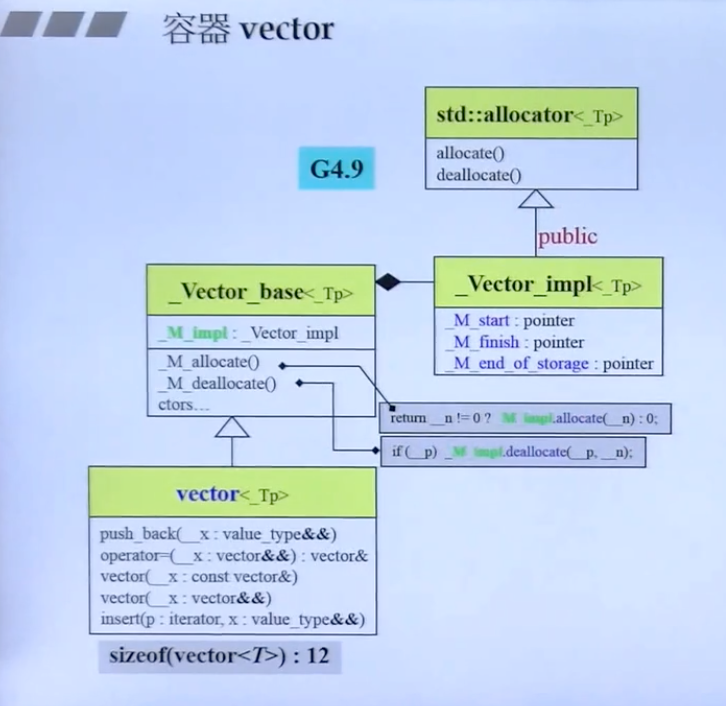 容器 vector
std::allocator<_Tp>
allocate()
deallocate()
G4.9
public
_Vector_base<_Tp>
_M_impl : _Vector_impl
_M_allocate()
_M_deallocate()
ctors...
_Vector_impl<_Tp>
_M_start : pointer
_M_finish : pointer
_M_end_of_storage : pointer
return __n != 0 ? _M_impl.allocate(__n) : 0;
if (__p) _M_impl.deallocate(__p, __n);
vector<_Tp>
push_back(__x : value_type&&)
operator=(__x : vector&&) : vector&
vector(__x : const vector&)
vector(__x : vector&&)
insert(p : iterator, x : value_type&&)
sizeof(vector<T>) : 12